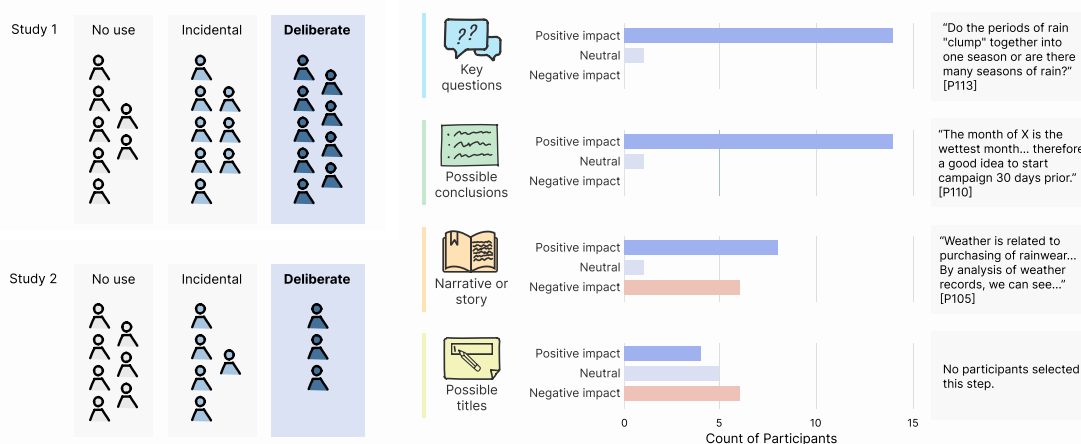 Study 1
No use
Incidental
Deliberate
Study 2
No use
Incidental
Deliberate
??
Key
questions
Positive impact
Neutral
Negative impact
“Do the periods of rain
"clump" together into
one season or are there
many seasons of rain?”
[P113]
Possible
conclusions
Positive impact
Neutral
Negative impact
“The month of X is the
wettest month... therefore
a good idea to start
campaign 30 days prior.”
[P110]
Narrative or
story
Positive impact
Neutral
Negative impact
“Weather is related to
purchasing of rainwear...
By analysis of weather
records, we can see...”
[P105]
Possible
titles
Positive impact
Neutral
Negative impact
No participants selected
this step.
0 5 10 15
Count of Participants